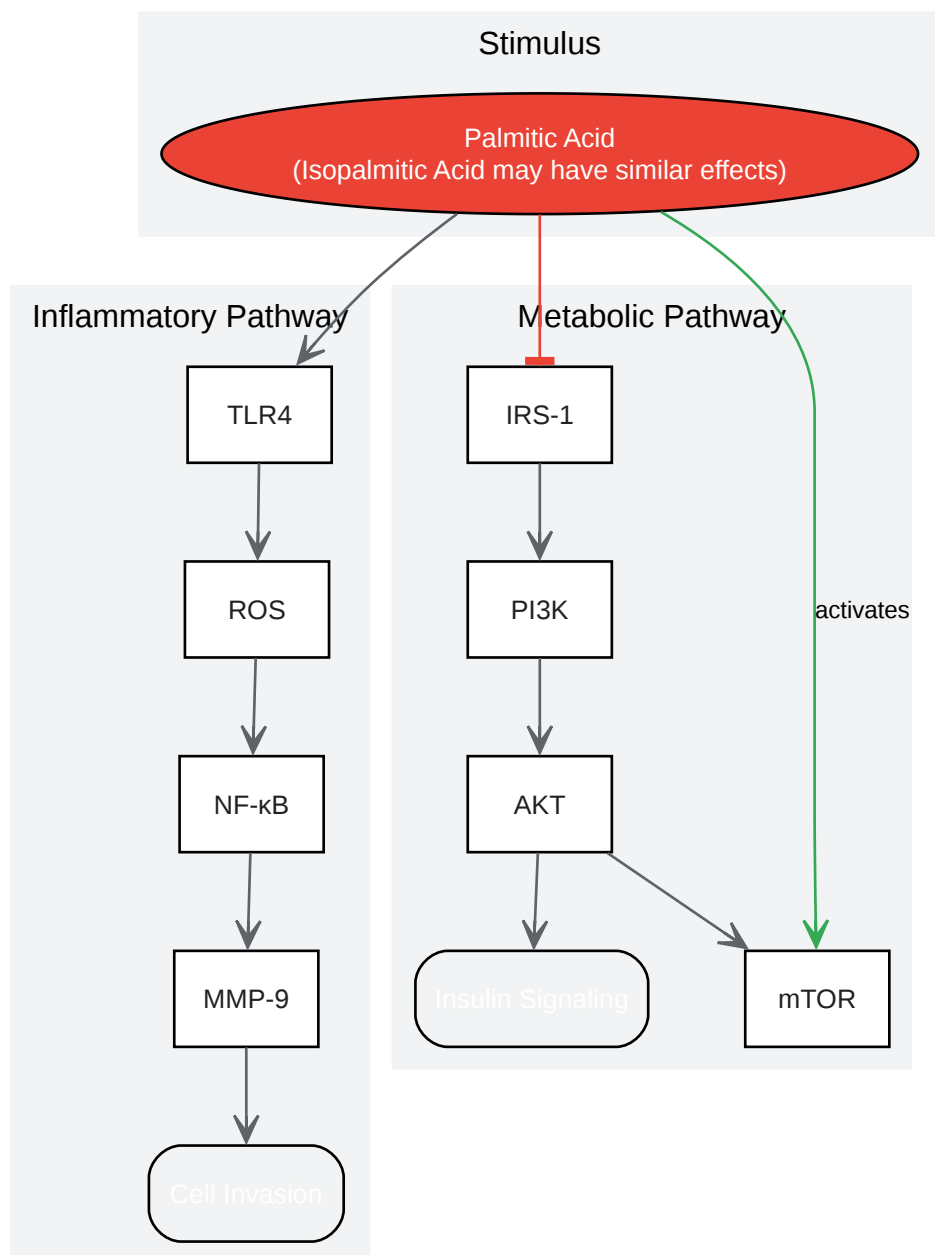 Stimulus
Palmitic Acid
(Isopalmitic Acid may have similar effects)
Inflammatory Pathway
Metabolic Pathway
TLR4
IRS-1
ROS
PI3K
activates
NF-κB
AKT
MMP-9
Insulin Signaling
mTOR
Cell Invasion